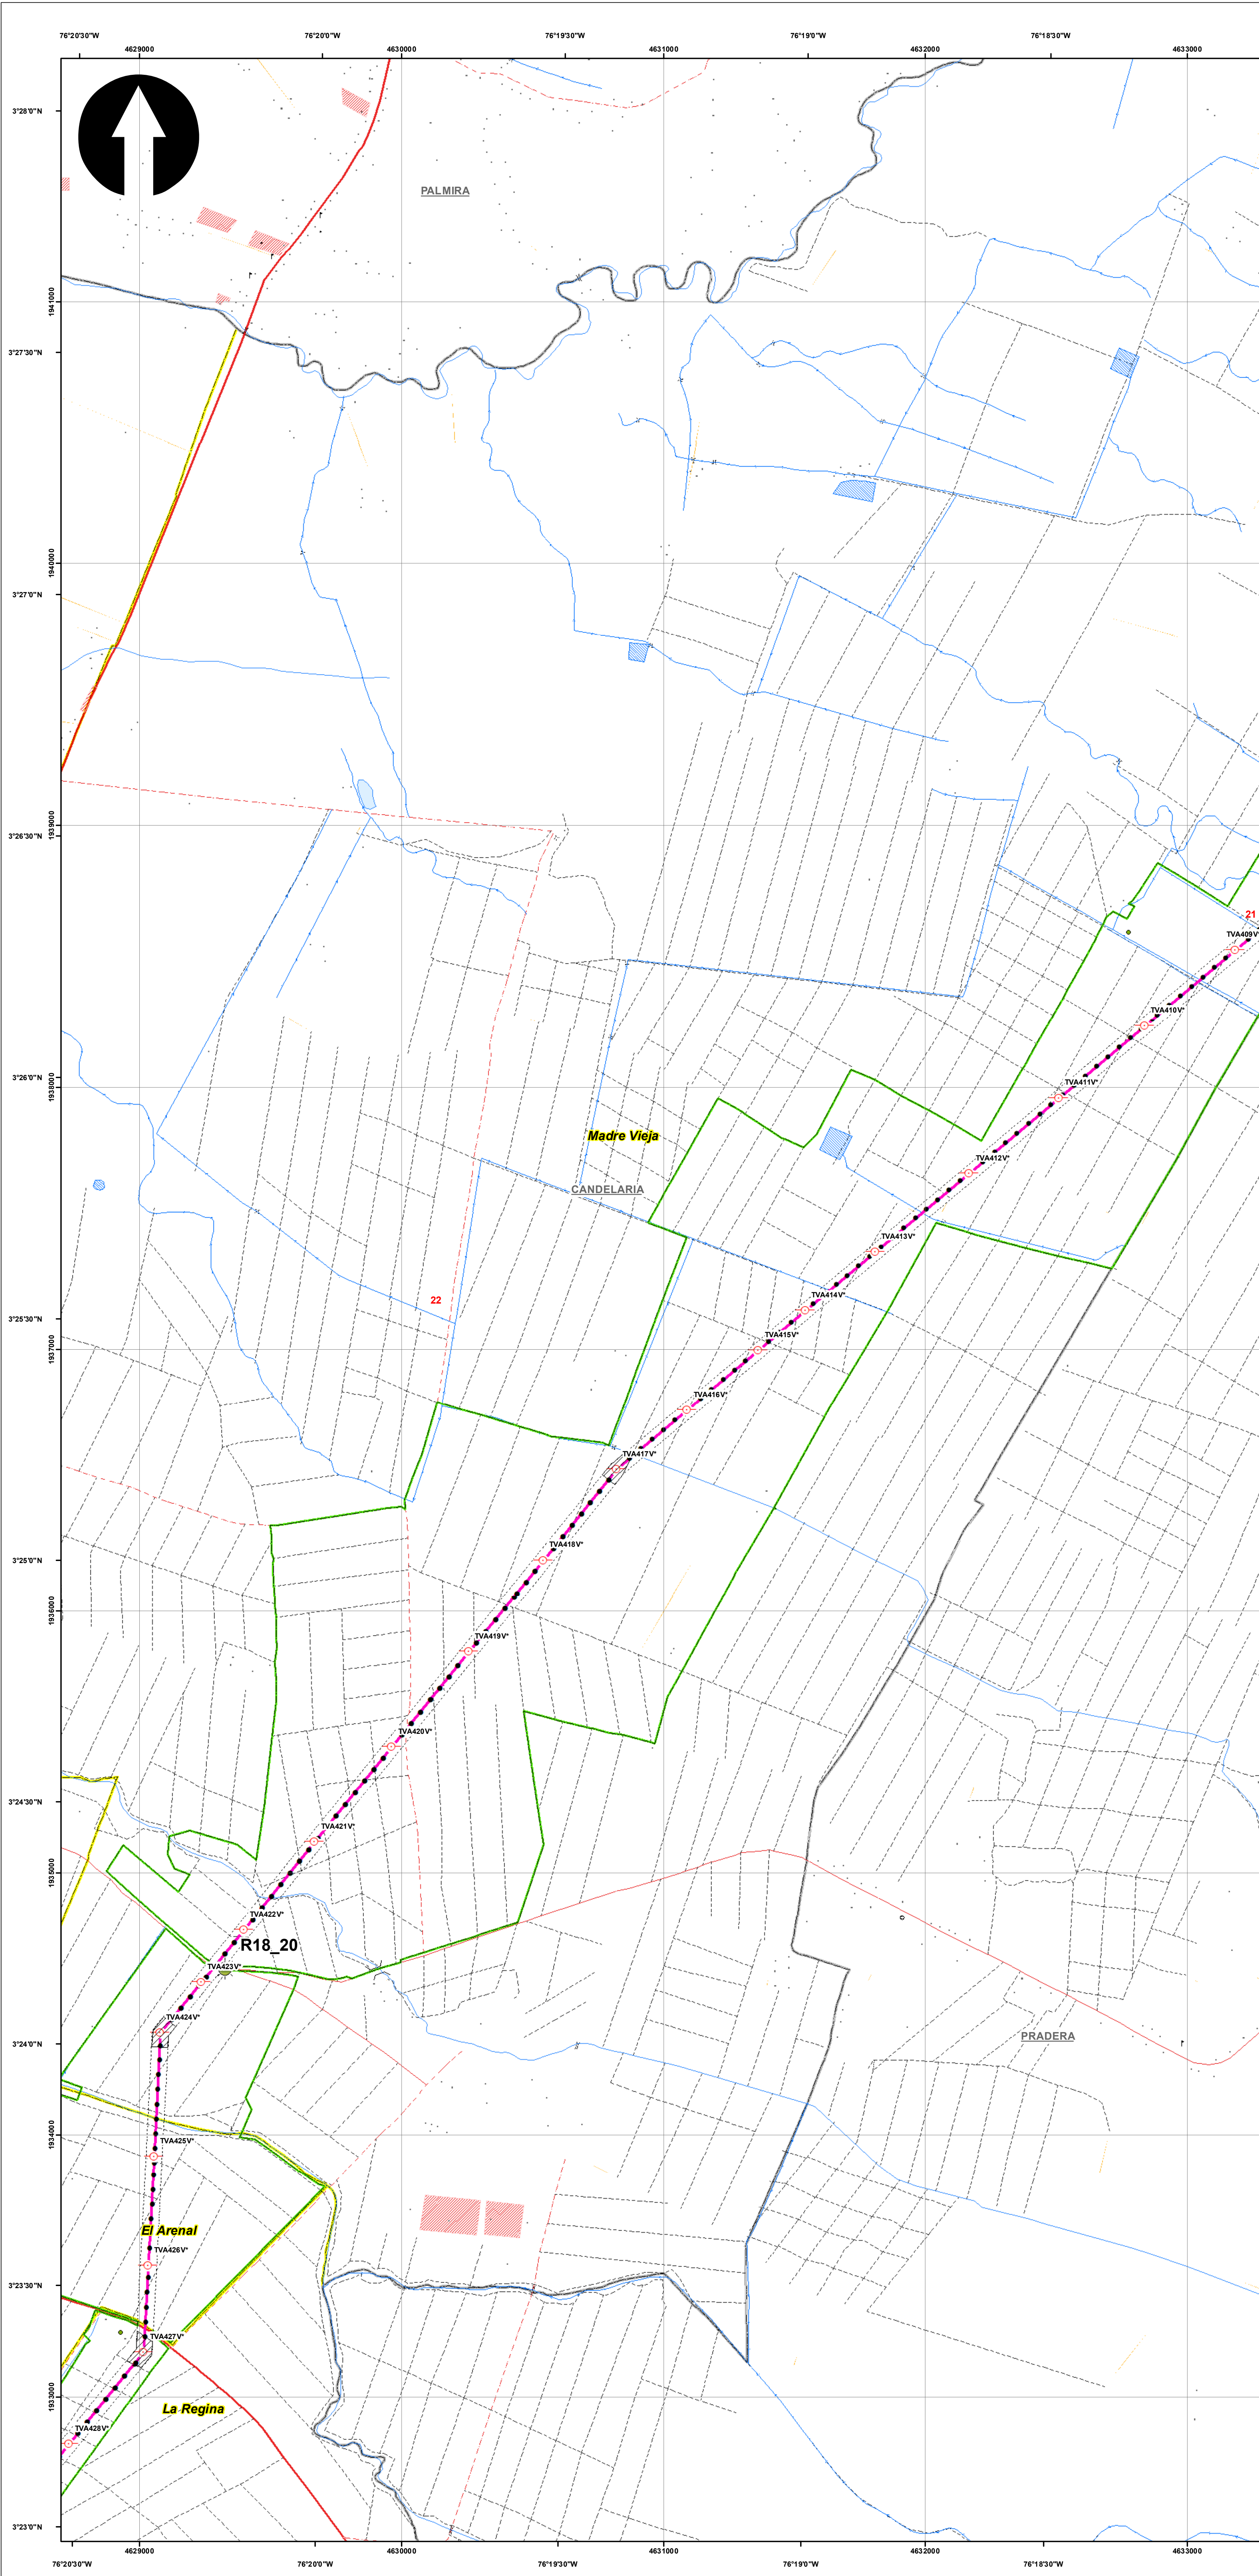 76°20'30"W
76°20'0"W
76°19'30"W
76°19'0"W
76°18'30"W
4629000
4630000
4631000
4632000
4633000
3°28'0"N
PALMIRA
1941000
3°27'30"N
1940000
3°27'0"N
1939000
3°26'30"N
21
TVA409V*
TVA410V*
3°26'0"N
1938000
TVA411V*
Madre Vieja
TVA412V*
CANDELARIA
TVA413V*
22
TVA414V*
3°25'30"N
TVA415V*
1937000
TVA416V*
TVA417V*
TVA418V*
3°25'0"N
1936000
TVA419V*
TVA420V*
3°24'30"N
TVA421V*
1935000
TVA422V*
R18_20
TVA423V*
TVA424V*
3°24'0"N
PRADERA
1934000
TVA425V*
El Arenal
TVA426V*
3°23'30"N
TVA427V*
1933000
La Regina
TVA428V*
3°23'0"N
4629000
4630000
4631000
4632000
4633000
76°20'30"W
76°20'0"W
76°19'30"W
76°19'0"W
76°18'30"W